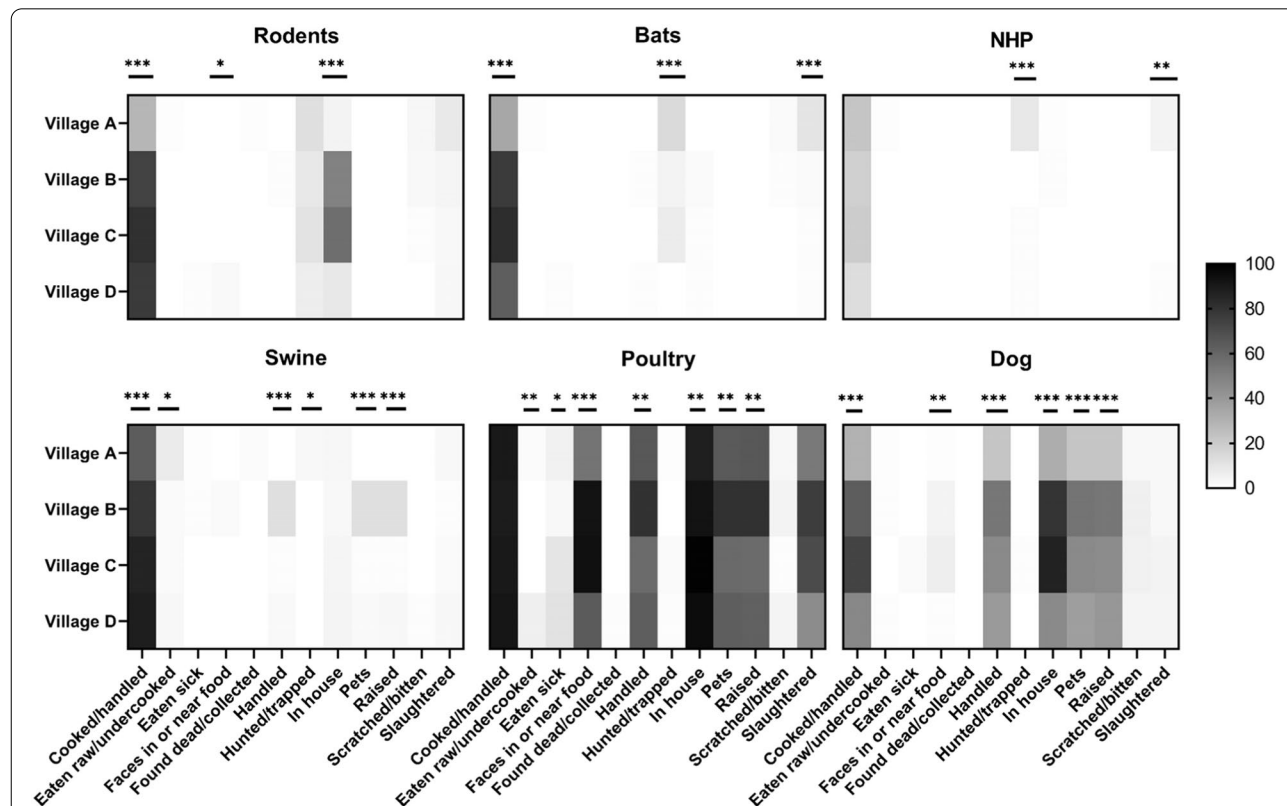 Rodents Bats NHP
*** * *** *** *** *** *** **
Village A
Village B
Village C
Village D
100
80
60
40
20
0
Swine Poultry Dog
*** * *** * *** *** ** * *** ** ** ** ** *** ** *** *** *** ***
Village A
Village B
Village C
Village D
Cooked/handled
Eaten raw/undercooked
Eaten sick
Faces in or near food
Found dead/collected
Handled
Hunted/trapped
In house
Pets
Raised
Scratched/bitten
Slaughtered
Cooked/handled
Eaten raw/undercooked
Eaten sick
Faces in or near food
Found dead/collected
Handled
Hunted/trapped
In house
Pets
Raised
Scratched/bitten
Slaughtered
Cooked/handled
Eaten raw/undercooked
Eaten sick
Faces in or near food
Found dead/collected
Handled
Hunted/trapped
In house
Pets
Raised
Scratched/bitten
Slaughtered